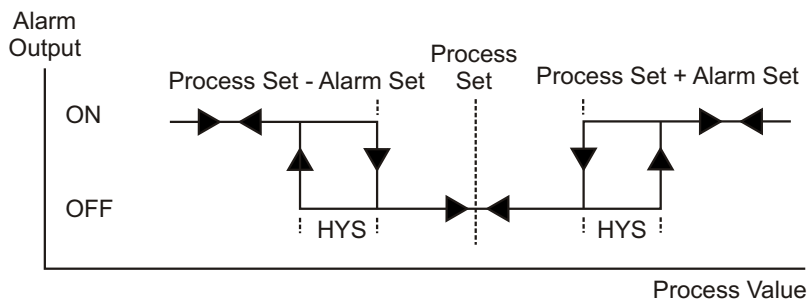 Alarm
Output
Process Set - Alarm Set
Process
Set
Process Set + Alarm Set
ON
OFF
HYS
HYS
Process Value